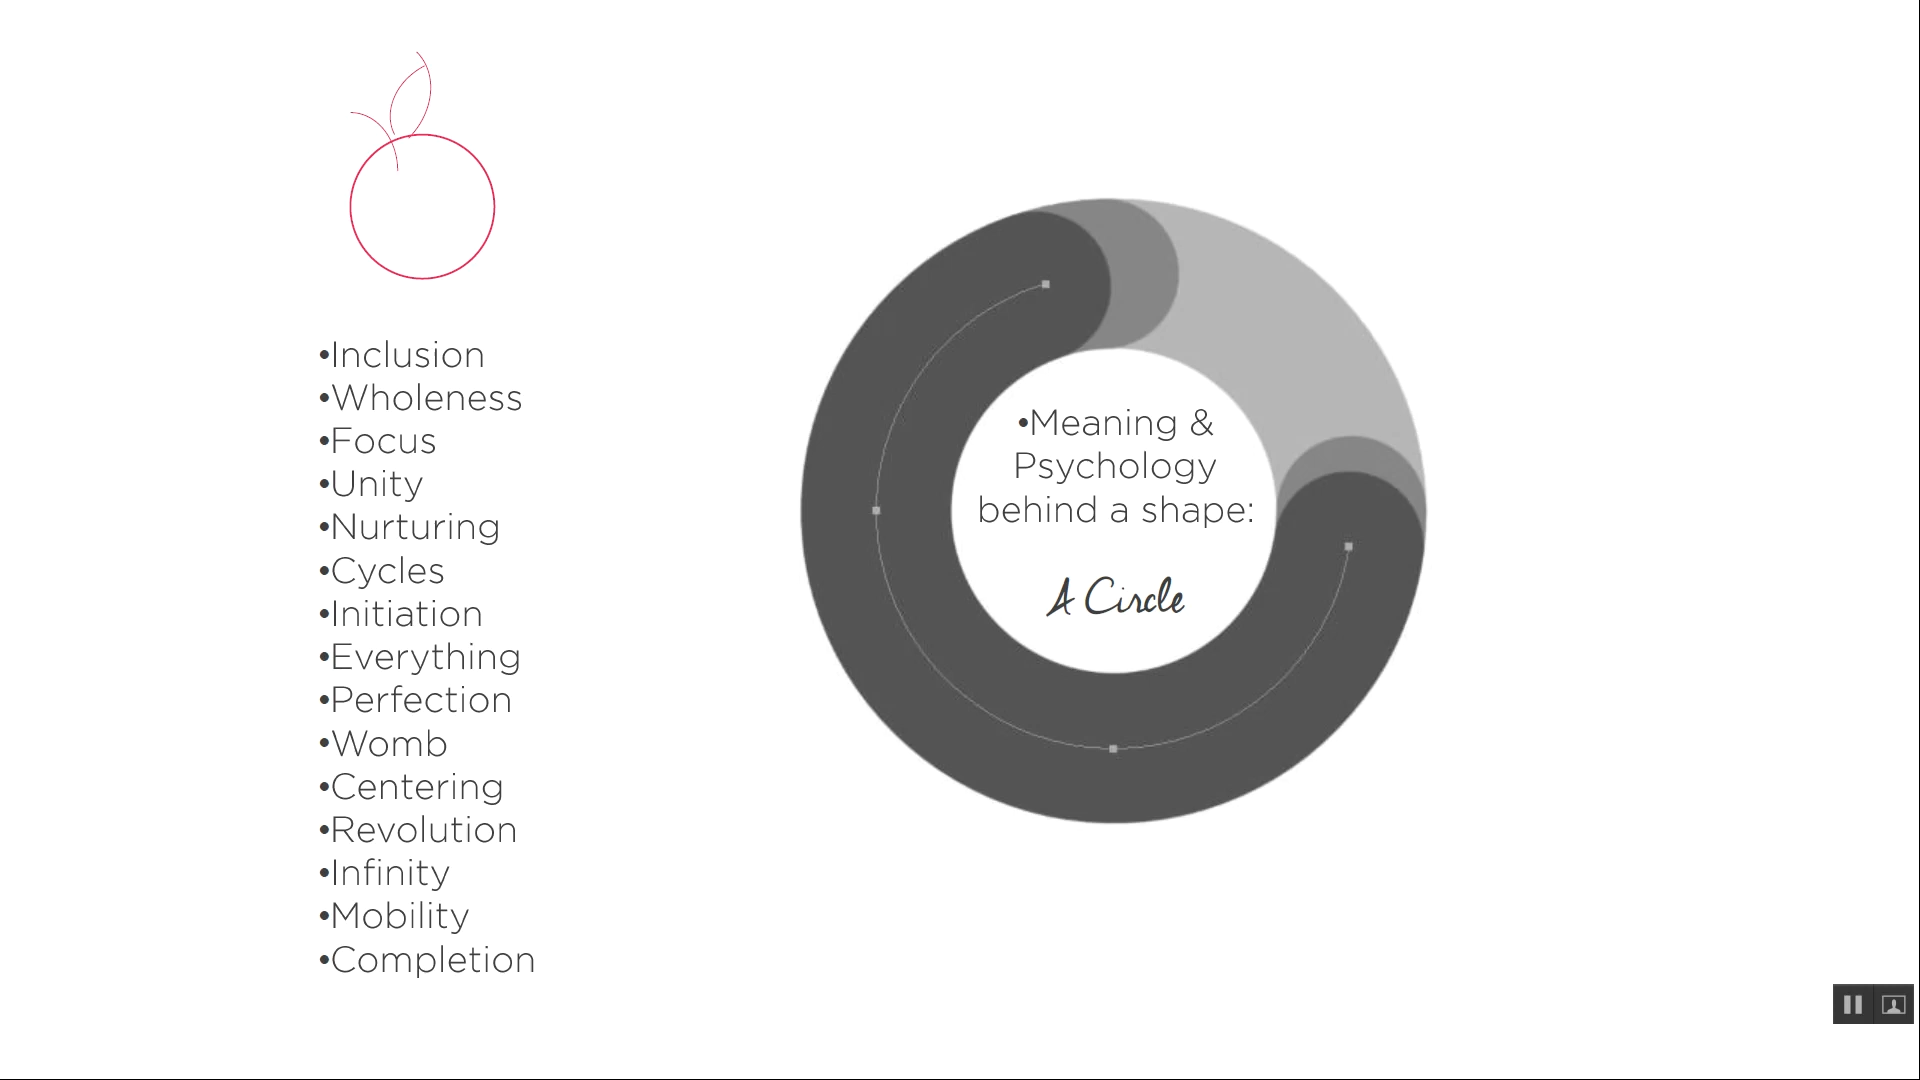 •Inclusion
•Wholeness
•Focus
•Unity
•Nurturing
•Cycles
•Initiation
•Everything
•Perfection
•Womb
•Centering
•Revolution
•Infinity
•Mobility
•Completion
•Meaning &
Psychology
behind a shape:
A Circle